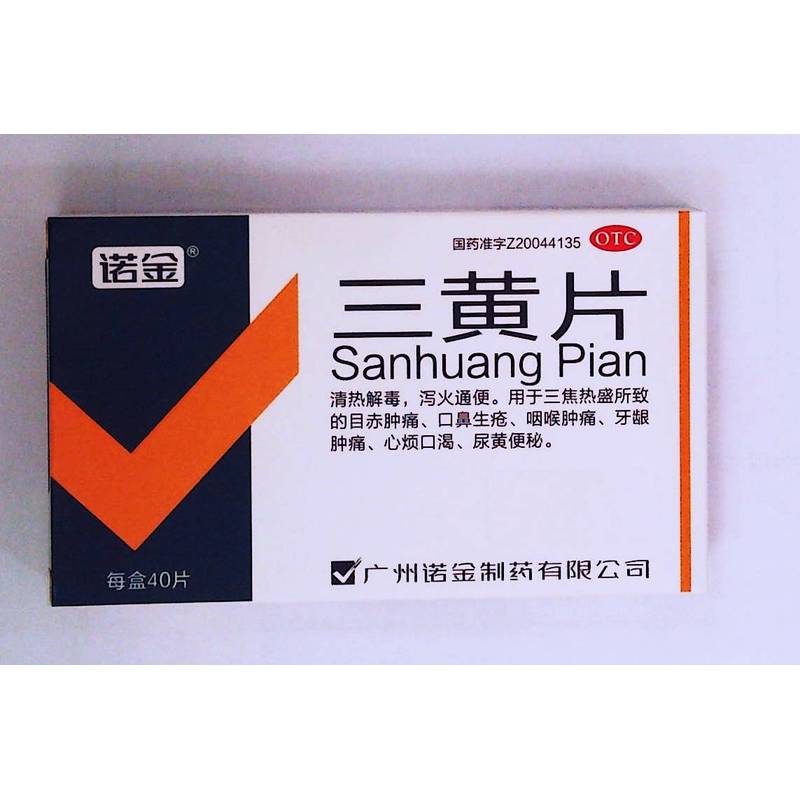 诺金®
国药准字Z20044135 OTC
三黄片
Sanhuang Pian
清热解毒，泻火通便。用于三焦热盛所致
的目赤肿痛、口鼻生疮、咽喉肿痛、牙龈
肿痛、心烦口渴、尿黄便秘。
每盒40片
广州诺金制药有限公司